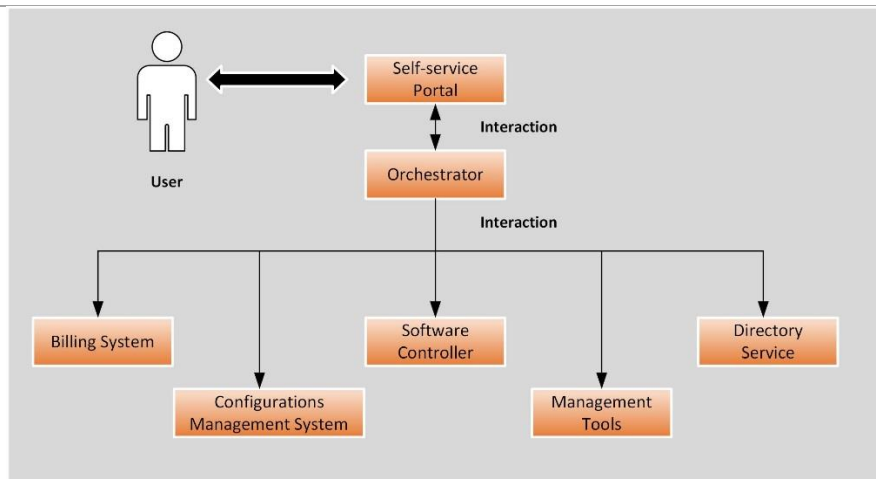 Self-service
Portal
Interaction
User
Orchestrator
Interaction
Billing System
Software
Controller
Directory
Service
Configurations
Management System
Management
Tools